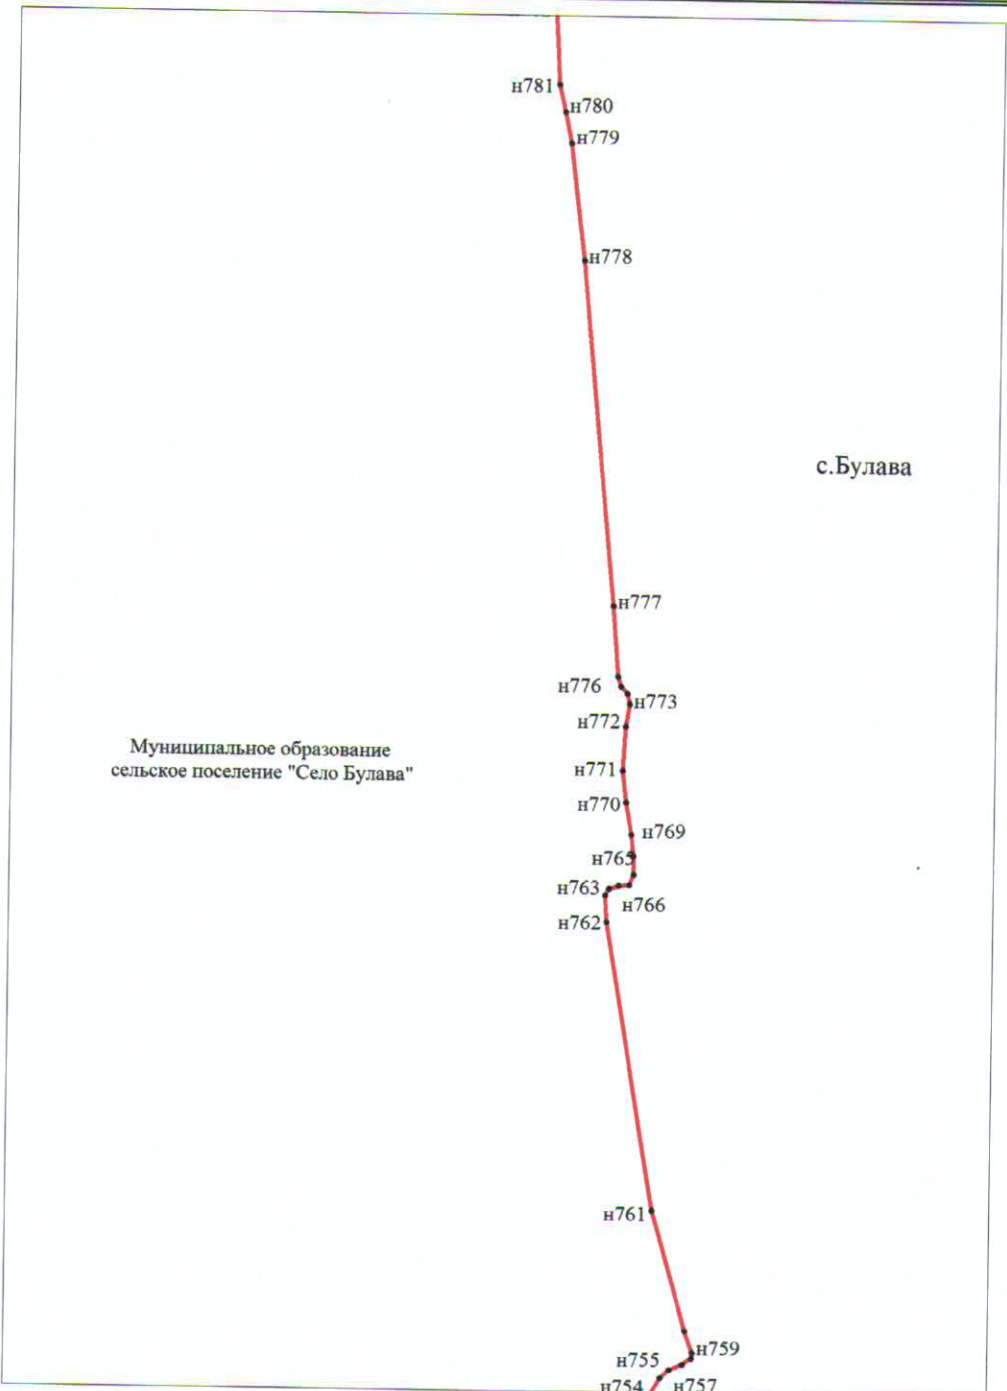 н781
н780
н779
н778
с.Булава
н777
н776
н773
н772
Муниципальное образование
сельское поселение "Село Булава"
н771
н770
н769
н765
н763
н766
н762
н761
н759
н755
н757
н754